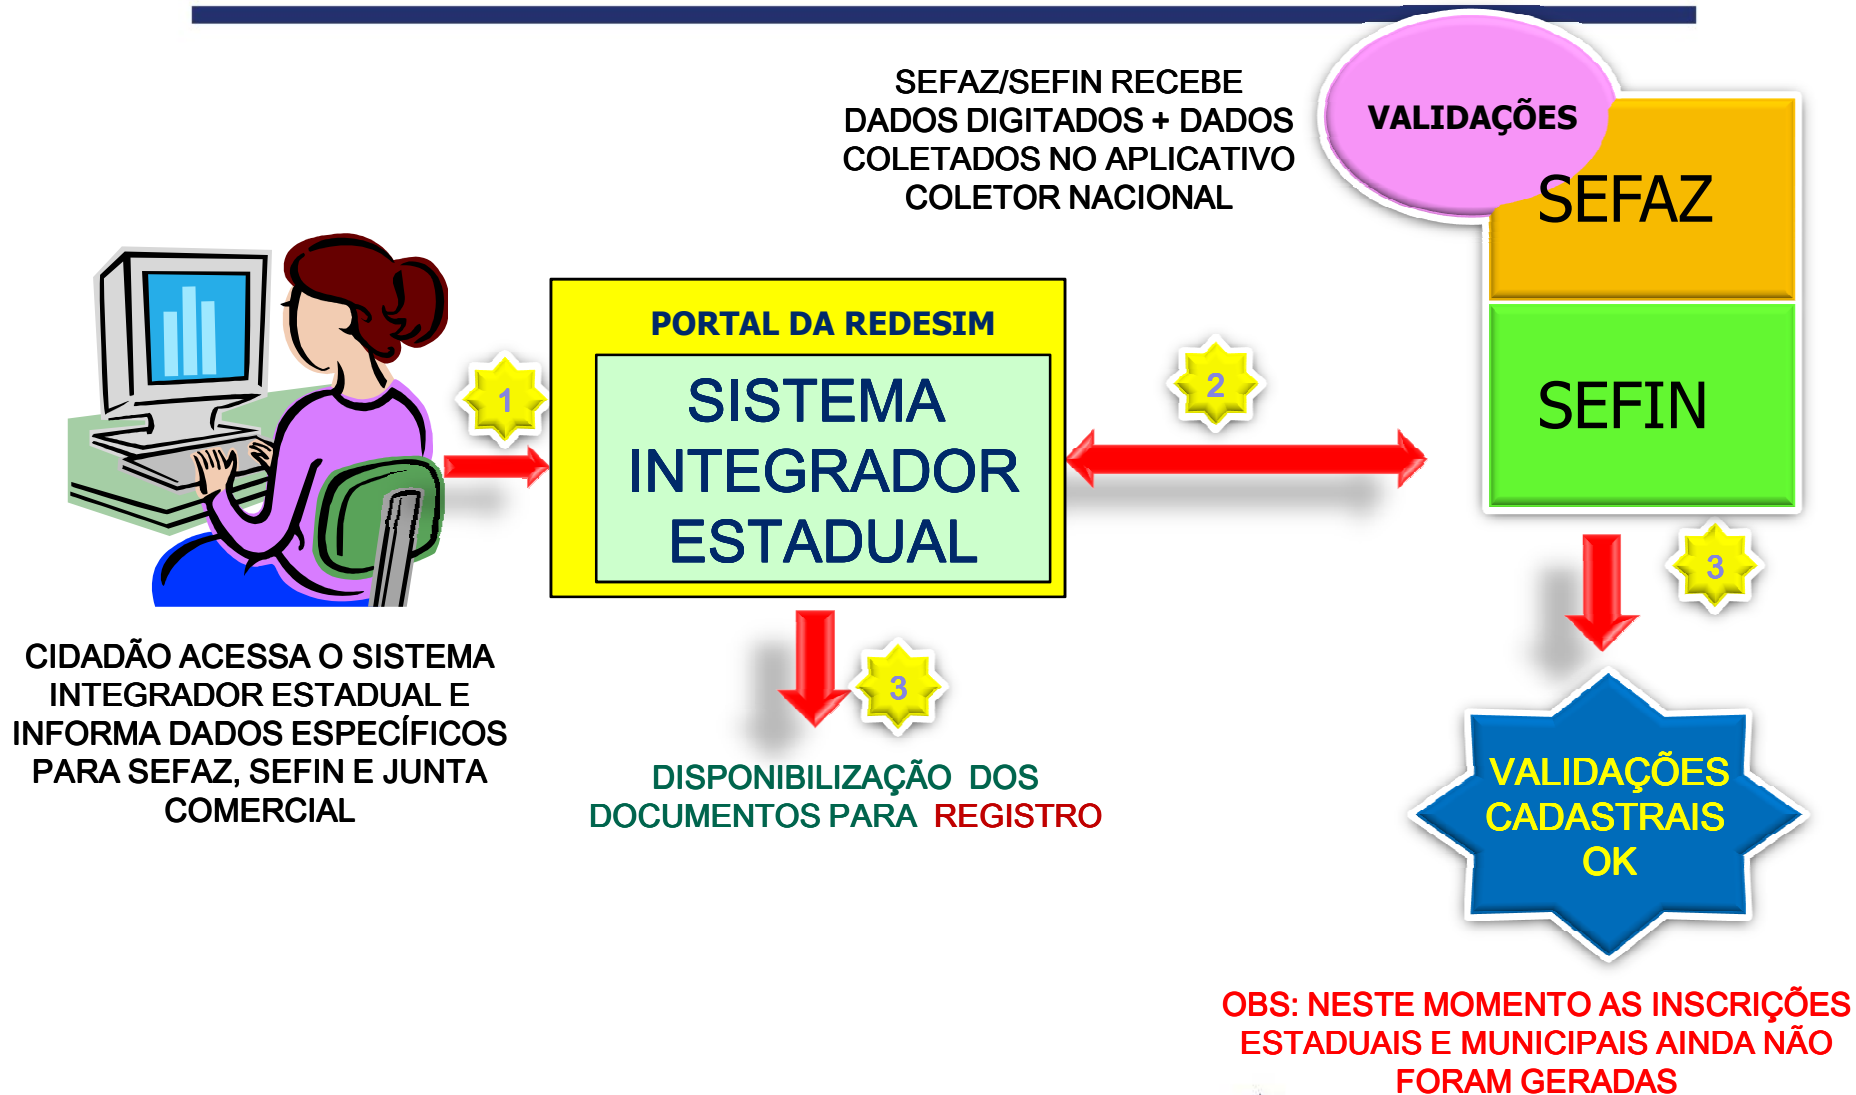 SEFAZ/SEFIN RECEBE
DADOS DIGITADOS + DADOS
COLETADOS NO APLICATIVO
COLETOR NACIONAL
VALIDAÇÕES
SEFAZ
SEFIN
PORTAL DA REDESIM
SISTEMA
INTEGRADOR
ESTADUAL
1
2
3
3
CIDADÃO ACESSA O SISTEMA
INTEGRADOR ESTADUAL E
INFORMA DADOS ESPECÍFICOS
PARA SEFAZ, SEFIN E JUNTA
COMERCIAL
DISPONIBILIZAÇÃO DOS
DOCUMENTOS PARA REGISTRO
VALIDAÇÕES
CADASTRAIS
OK
OBS: NESTE MOMENTO AS INSCRIÇÕES
ESTADUAIS E MUNICIPAIS AINDA NÃO
FORAM GERADAS